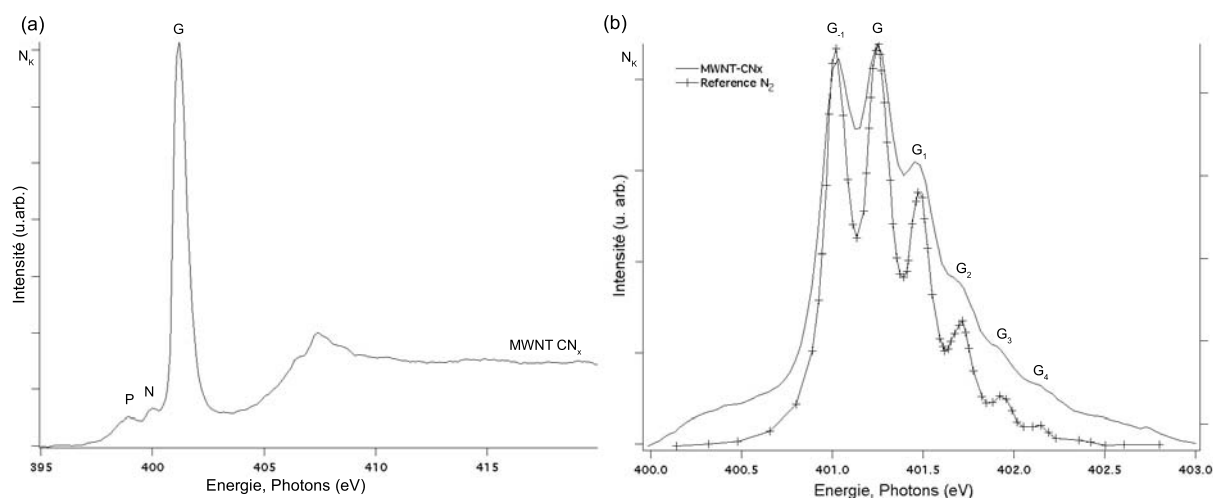 (a)
G
N_K
Intensité (u.arb.)
P
N
MWNT CN_x
395
400
405
410
415
Energie, Photons (eV)
(b)
G_-1
G
N_K
MWNT-CNx
Reference N_2
G_1
G_2
G_3
G_4
Intensité (u. arb.)
400.0
400.5
401.0
401.5
402.0
402.5
403.0
Energie, Photons (eV)